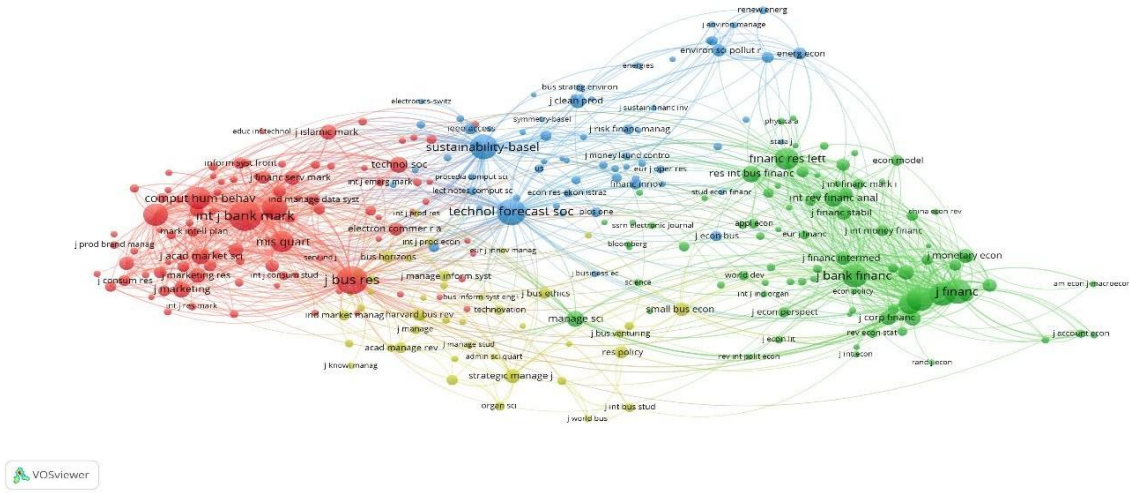 renew energ
j environ manage
environ sci pollut r
energ econ
energies
bus strateg environ
j clean prod
j sustain financ inv
electronics-switz
symmetry-basel
physica a
educ inf technol
j islamic mark
ieee access
j risk financ manag
stata j
sustainability-basel
inform syst front
technol soc
j money laund contro
financ res lett
econ model
j financ serv mark
int j emerg mark
procedia comput sci
eur j oper res
res int bus financ
lect notes comput sc
econ res-ekon istraz
financ innov
stud econ financ
j int financ mark i
comput hum behav
ind manage data syst
int rev financ anal
int j bank mark
int j prod res
technol forecast soc
plos one
j financ stabil
china econ rev
mark intell plan
electron commer r a
ssrn electronic journal
appl econ
int j money financ
mis quart
int j prod econ
bloomberg
j econ bus
eur j financ
j prod brand manag
j acad market sci
serv ind j
bus horizons
eur j innov manag
j financ intermed
j monetary econ
j consum res
j marketing res
int j consum stud
j bus res
j manage inform syst
j business ec
science
world dev
j bank financ
j marketing
bus inform syst eng
j bus ethics
int j ind organ
econ policy
j financ
am econ j-macroecon
int j res mark
ind market manag
harvard bus rev
technovation
manage sci
small bus econ
j econ perspect
j corp financ
j manage
j bus venturing
rev econ stat
j account econ
acad manage rev
j manage stud
j econ lit
admin sci quart
res policy
rev int polit econ
j int econ
rand j econ
j knowl manag
strategic manage j
organ sci
j int bus stud
j world bus
VOSviewer